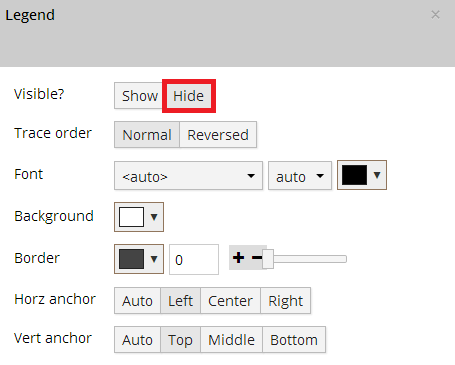 Legend ×
Visible? Show Hide
Trace order Normal Reversed
Font <auto> auto
Background
Border 0 + −
Horz anchor Auto Left Center Right
Vert anchor Auto Top Middle Bottom